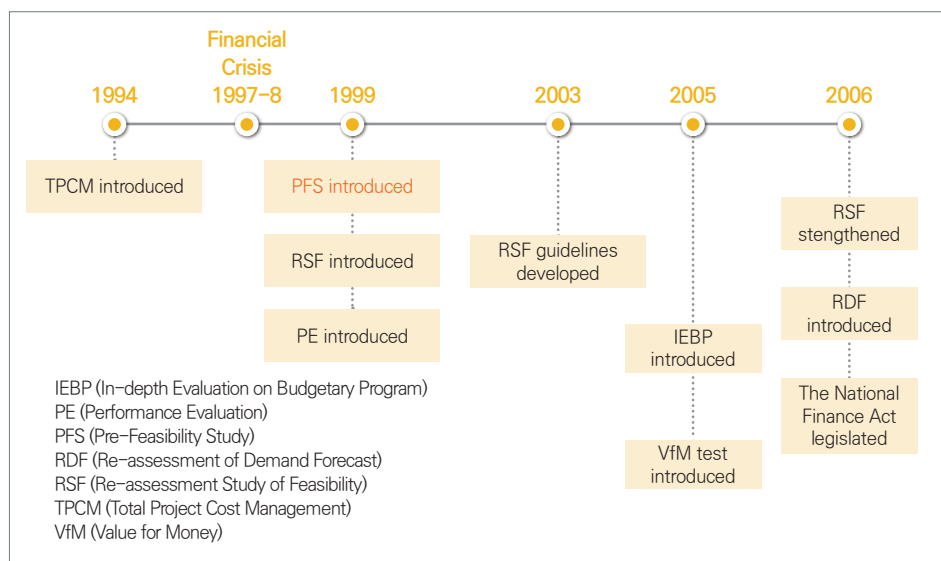 Financial
Crisis
1994
1997-8
1999
2003
2005
2006
TPCM introduced
PFS introduced
RSF introduced
PE introduced
RSF guidelines
developed
IEBP
introduced
VfM test
introduced
RSF
stengthened
RDF
introduced
The National
Finance Act
legislated
IEBP (In-depth Evaluation on Budgetary Program)
PE (Performance Evaluation)
PFS (Pre-Feasibility Study)
RDF (Re-assessment of Demand Forecast)
RSF (Re-assessment Study of Feasibility)
TPCM (Total Project Cost Management)
VfM (Value for Money)